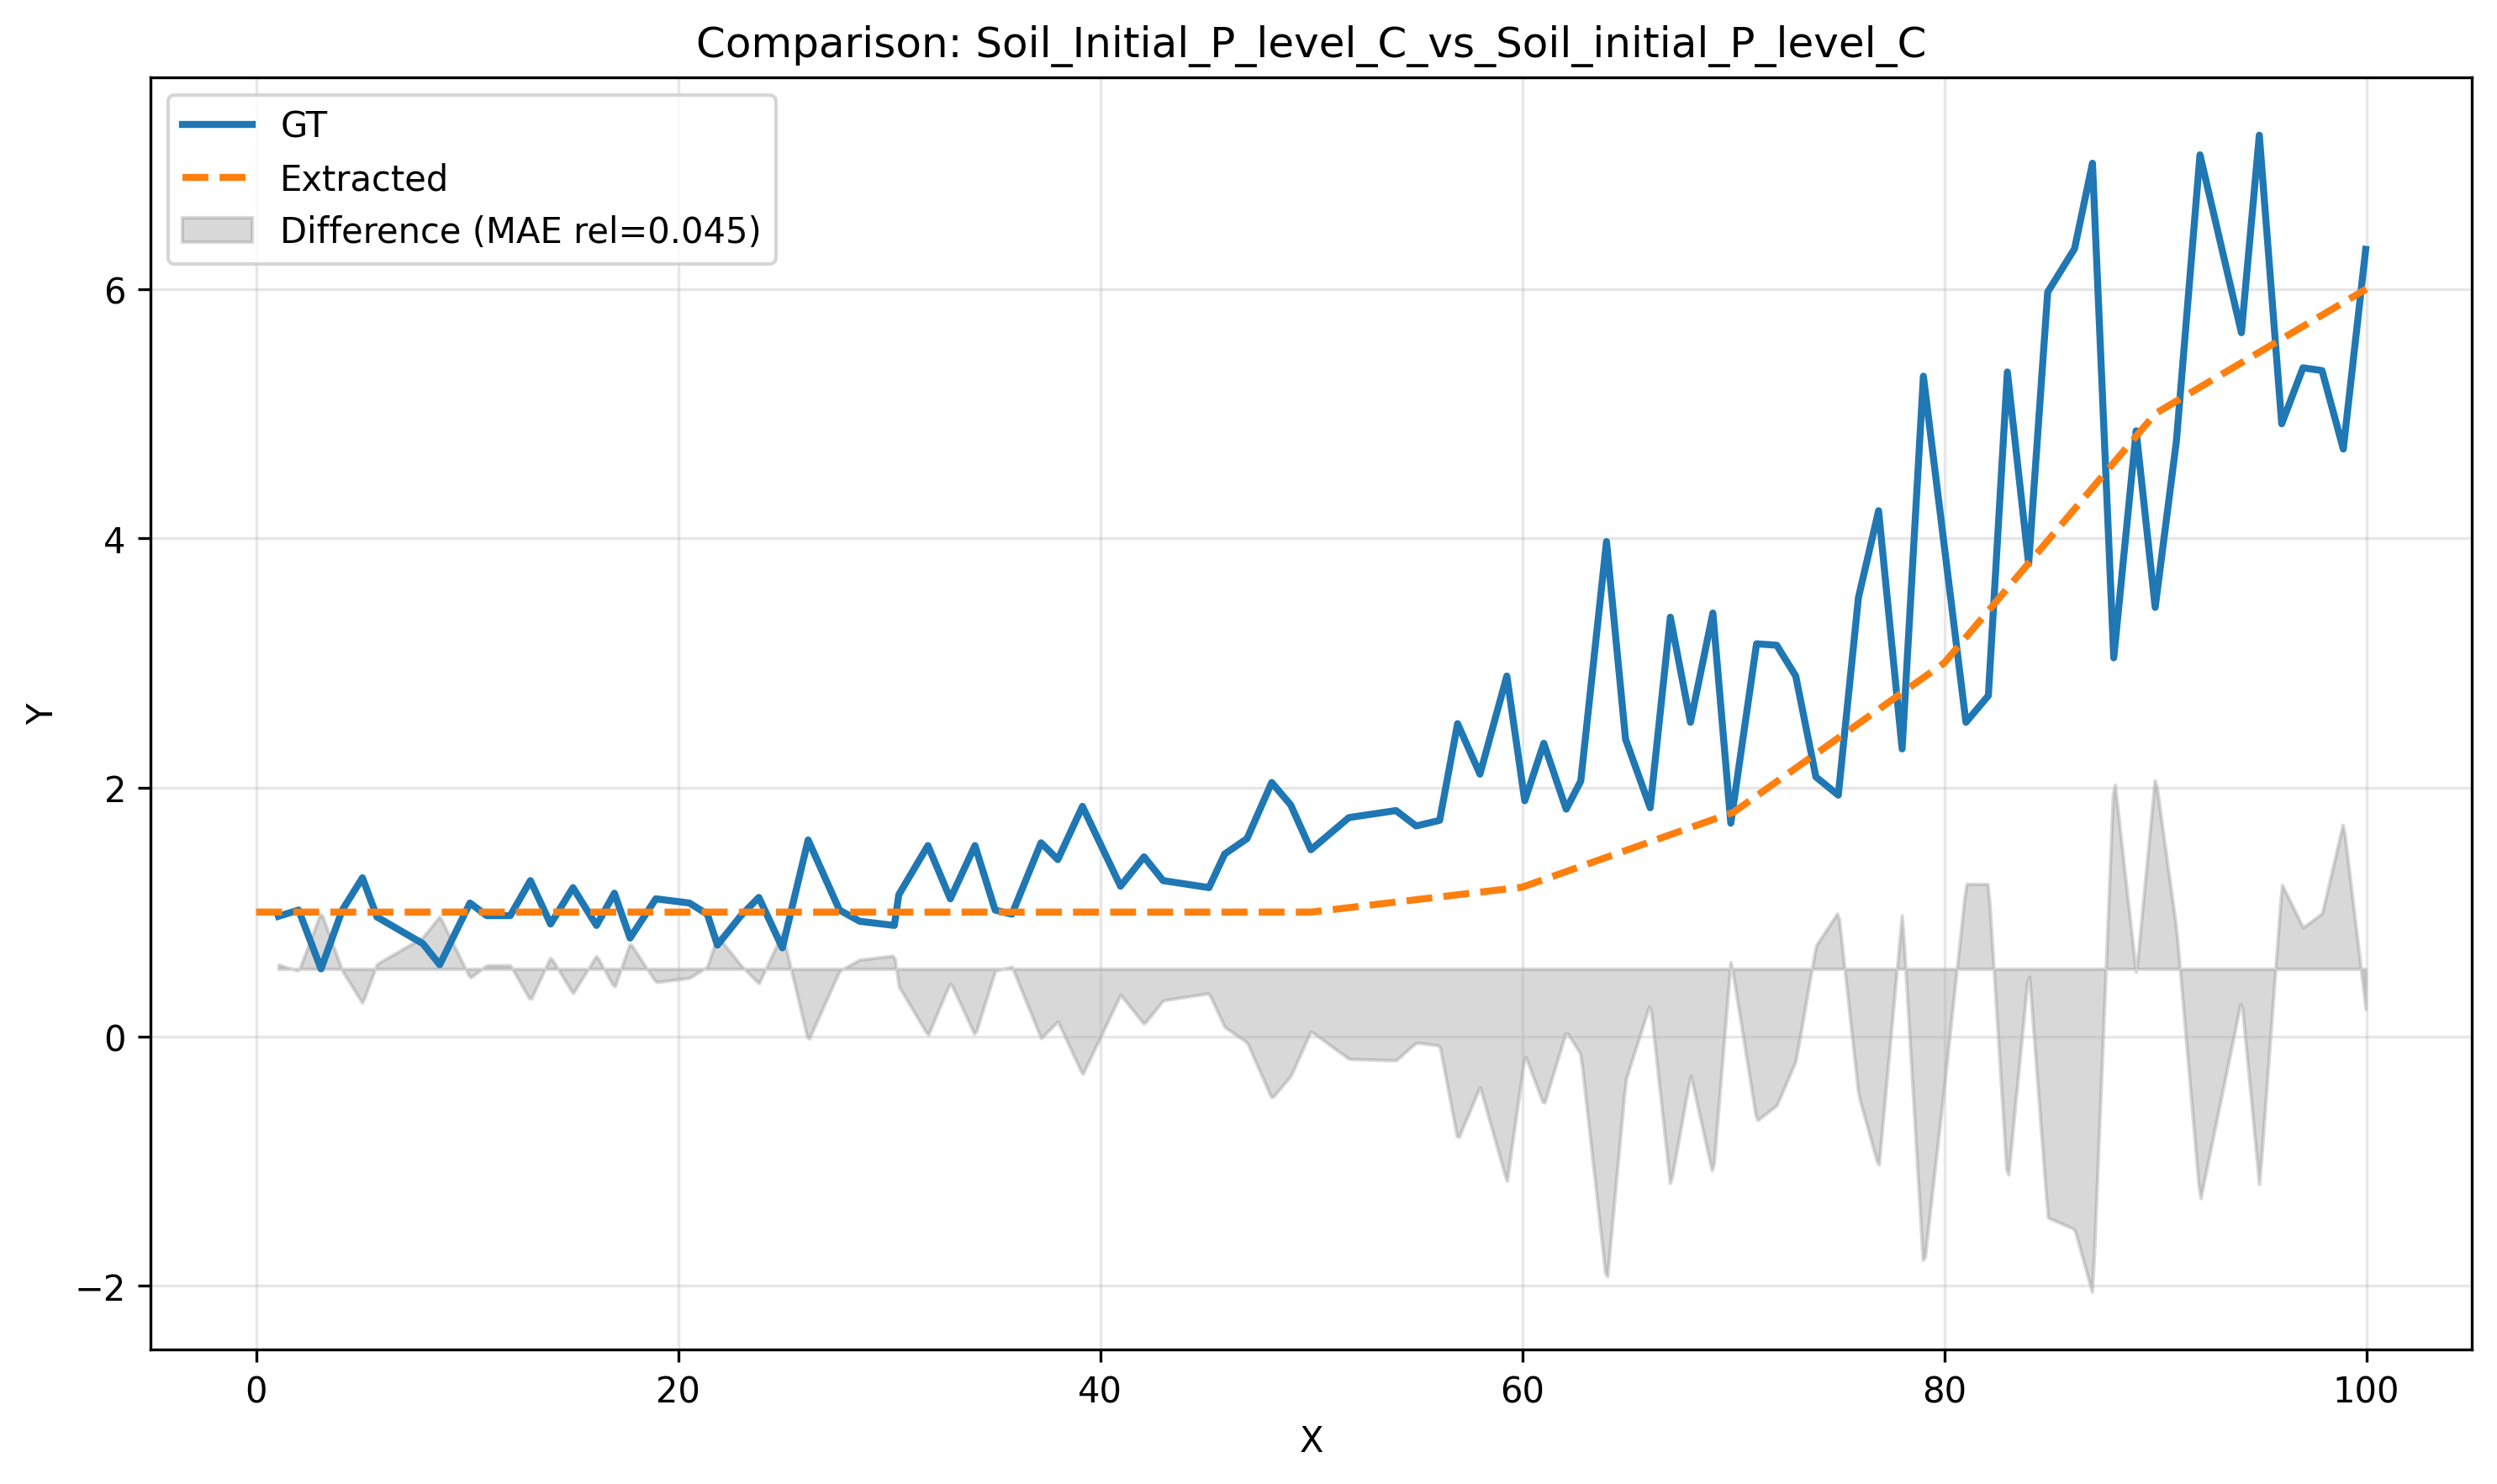 Comparison: Soil_Initial_P_level_C_vs_Soil_initial_P_level_C
GT
Extracted
Difference (MAE rel=0.045)
6
4
2
0
−2
Y
0 20 40 60 80 100
X